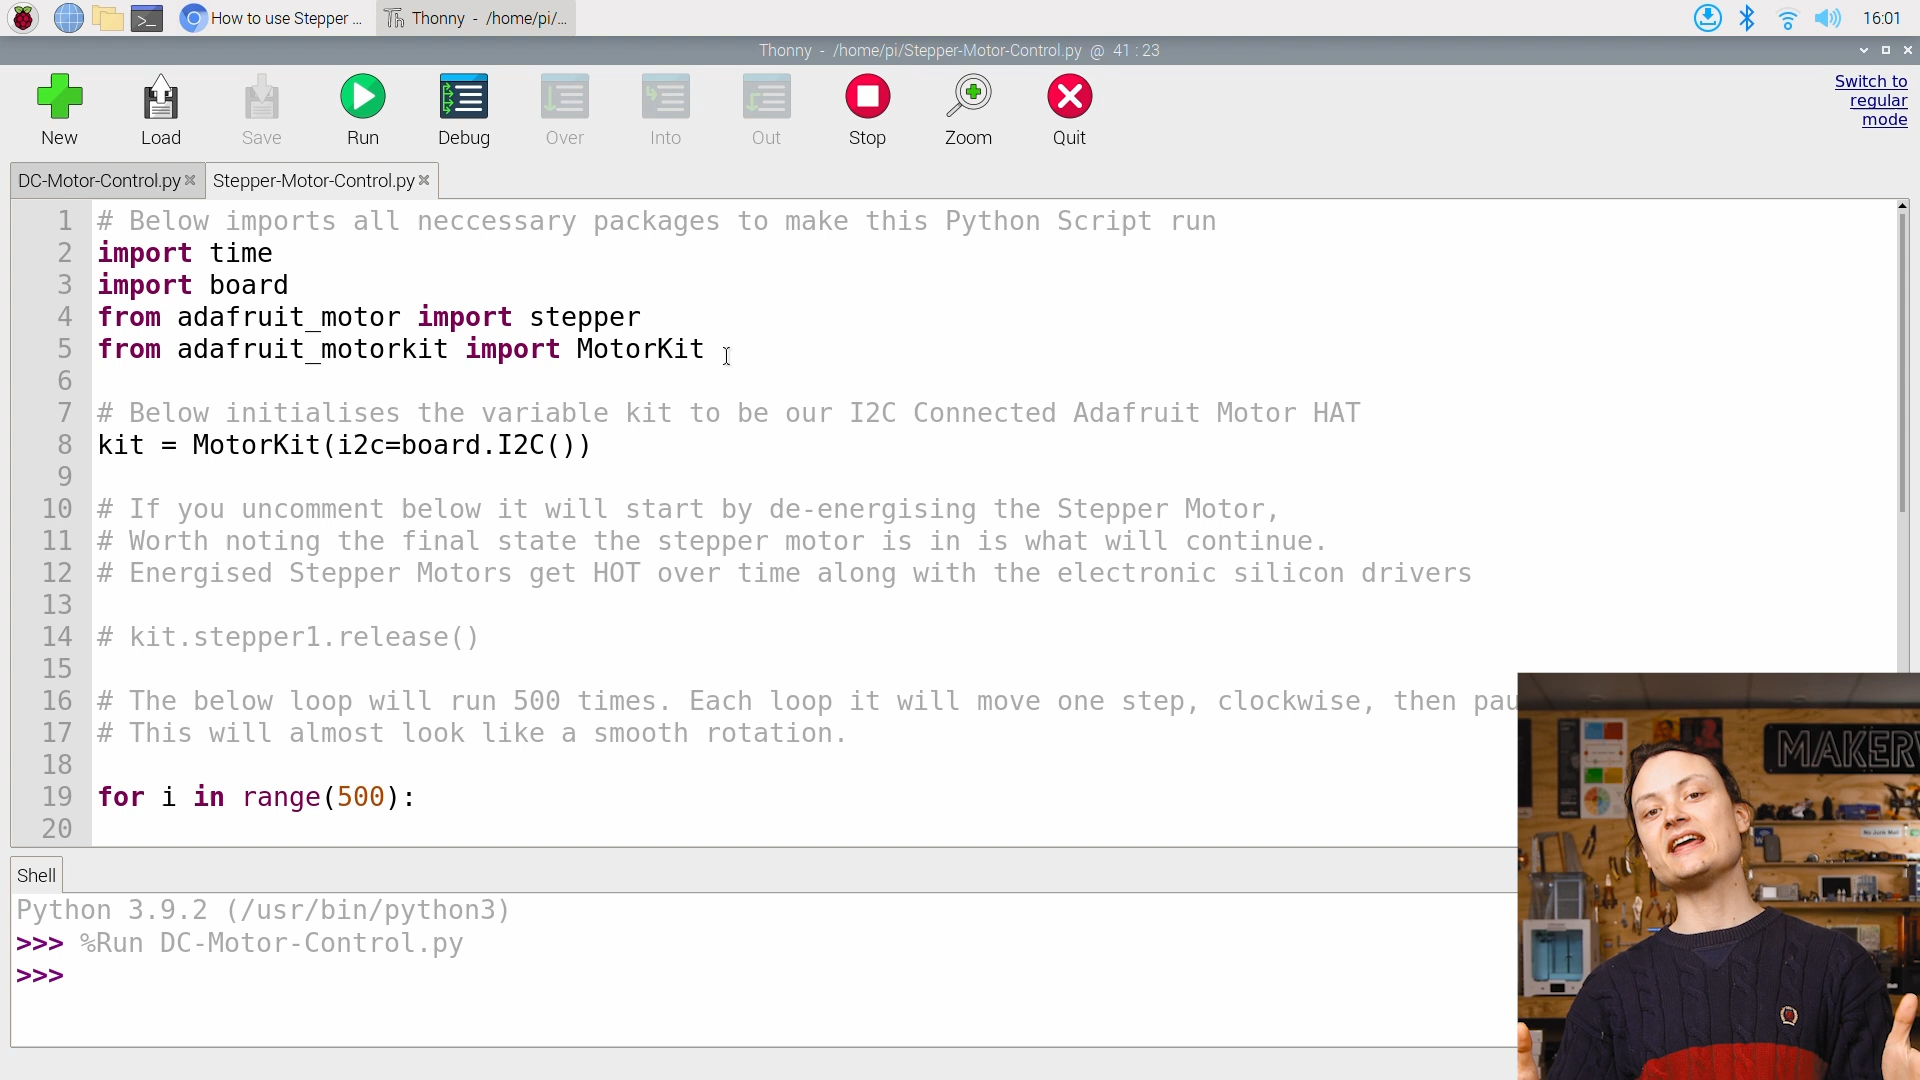 How to use Stepper ...
Thonny - /home/pi/...
16:01
Thonny - /home/pi/Stepper-Motor-Control.py @ 41 : 23
New
Load
Save
Run
Debug
Over
Into
Out
Stop
Zoom
Quit
Switch to
regular
mode
DC-Motor-Control.py
Stepper-Motor-Control.py
1 # Below imports all neccessary packages to make this Python Script run
2 import time
3 import board
4 from adafruit_motor import stepper
5 from adafruit_motorkit import MotorKit
6
7 # Below initialises the variable kit to be our I2C Connected Adafruit Motor HAT
8 kit = MotorKit(i2c=board.I2C())
9
10 # If you uncomment below it will start by de-energising the Stepper Motor,
11 # Worth noting the final state the stepper motor is in is what will continue.
12 # Energised Stepper Motors get HOT over time along with the electronic silicon drivers
13
14 # kit.stepper1.release()
15
16 # The below loop will run 500 times. Each loop it will move one step, clockwise, then pau
17 # This will almost look like a smooth rotation.
18
19 for i in range(500):
20
Shell
Python 3.9.2 (/usr/bin/python3)
>>> %Run DC-Motor-Control.py
>>>
MAKER
No Junk Mail